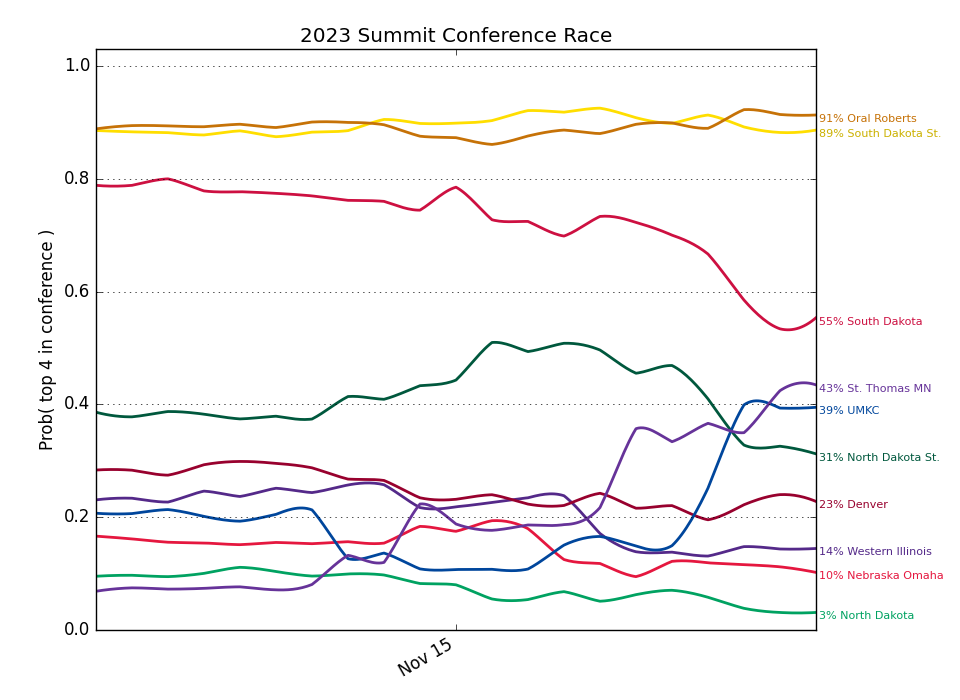 2023 Summit Conference Race
Prob( top 4 in conference )
1.0
0.8
0.6
0.4
0.2
0.0
Nov 15
91% Oral Roberts
89% South Dakota St.
55% South Dakota
43% St. Thomas MN
39% UMKC
31% North Dakota St.
23% Denver
14% Western Illinois
10% Nebraska Omaha
3% North Dakota